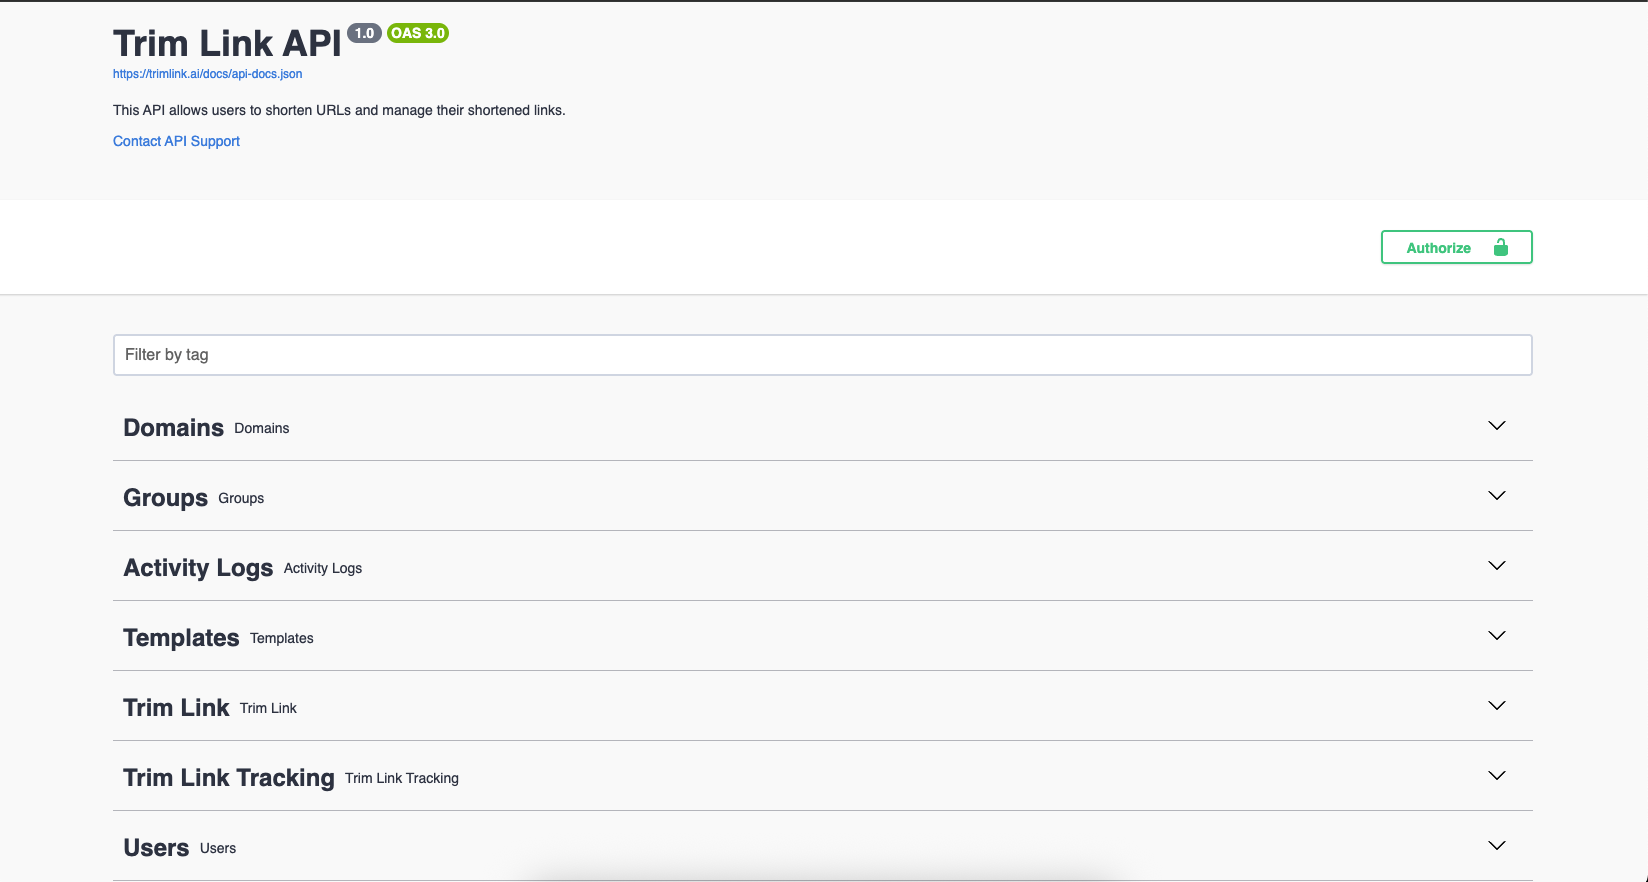 Trim Link API 1.0 OAS 3.0
https://trimlink.ai/docs/api-docs.json
This API allows users to shorten URLs and manage their shortened links.
Contact API Support
Authorize
Filter by tag
Domains Domains
Groups Groups
Activity Logs Activity Logs
Templates Templates
Trim Link Trim Link
Trim Link Tracking Trim Link Tracking
Users Users